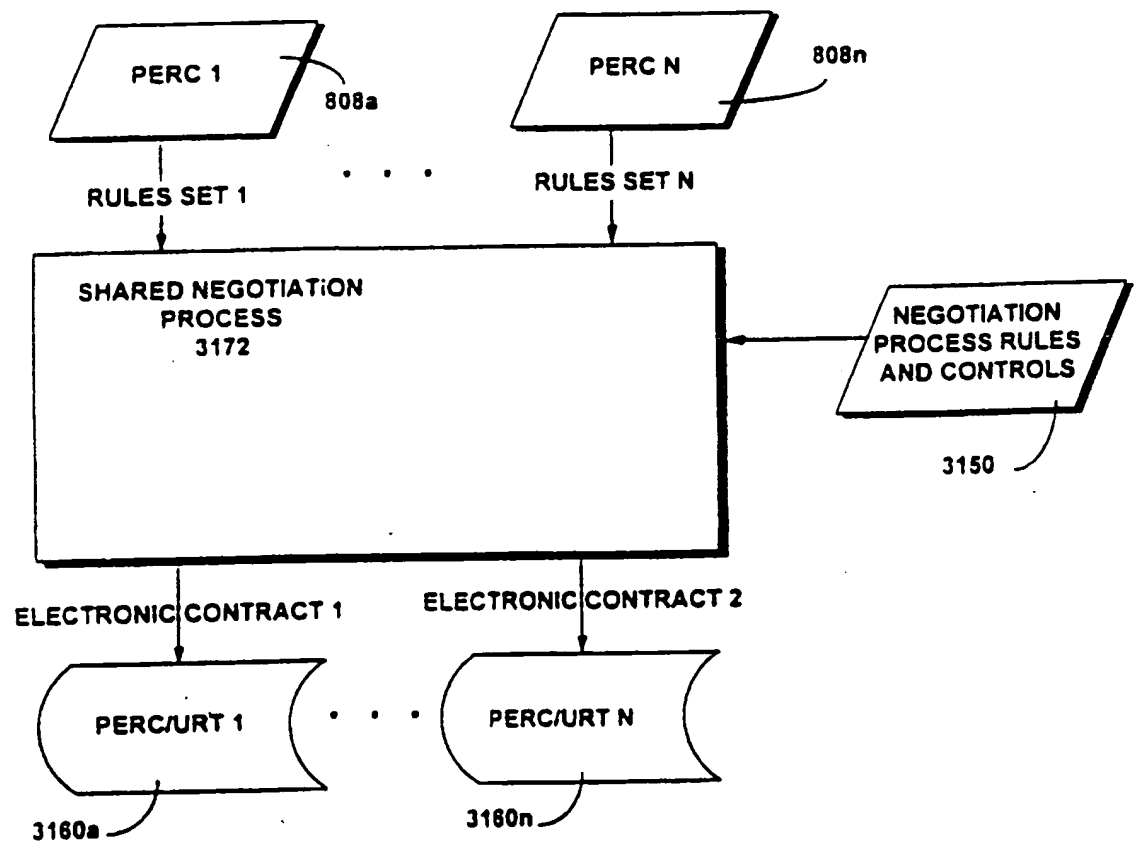 PERC 1
808a
PERC N
808n
RULES SET 1
. . .
RULES SET N
SHARED NEGOTIATiON
PROCESS
3172
NEGOTIATION
PROCESS RULES
AND CONTROLS
3150
ELECTRONIC CONTRACT 1
ELECTRONIC CONTRACT 2
PERC/URT 1
. . .
PERC/URT N
3160a
3160n